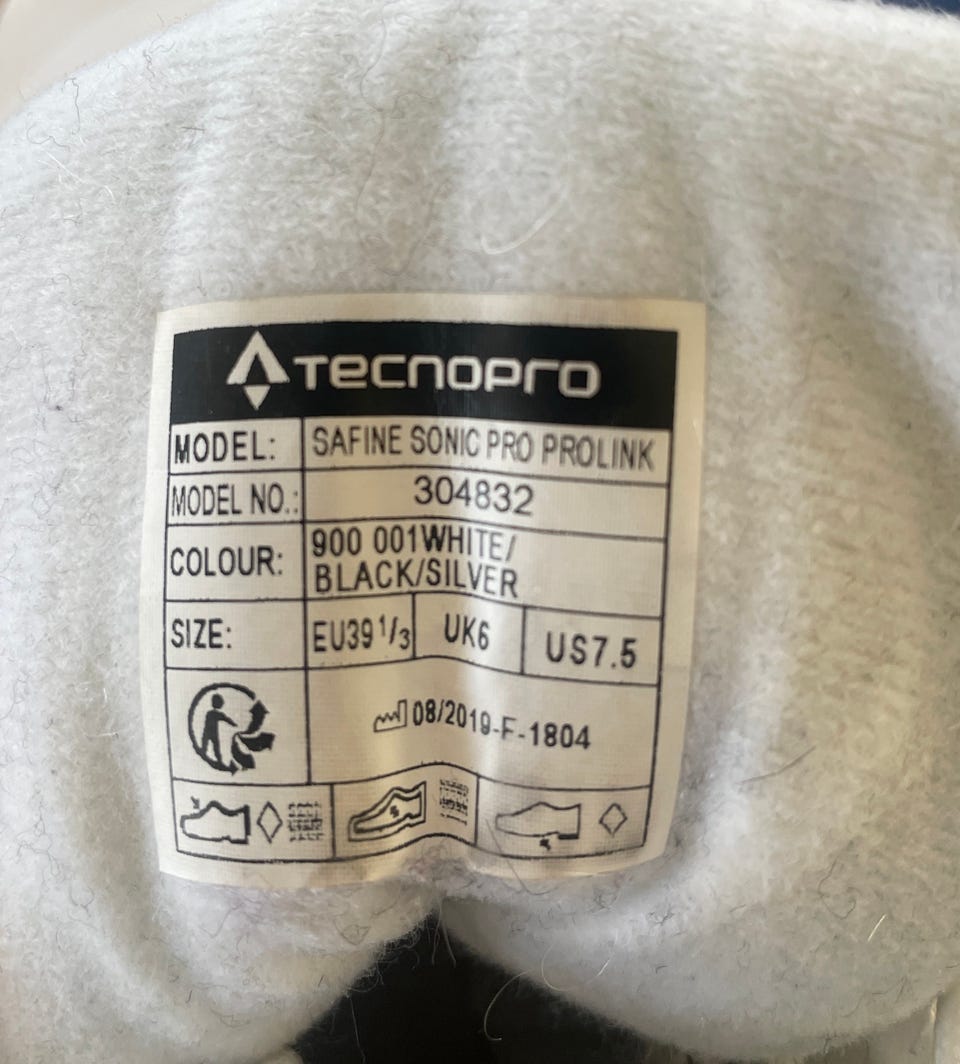 TECNOPRO
MODEL: SAFINE SONIC PRO PROLINK
MODEL NO.: 304832
COLOUR: 900 001WHITE/
BLACK/SILVER
SIZE: EU39 1/3 UK6 US7.5
08/2019-F-1804